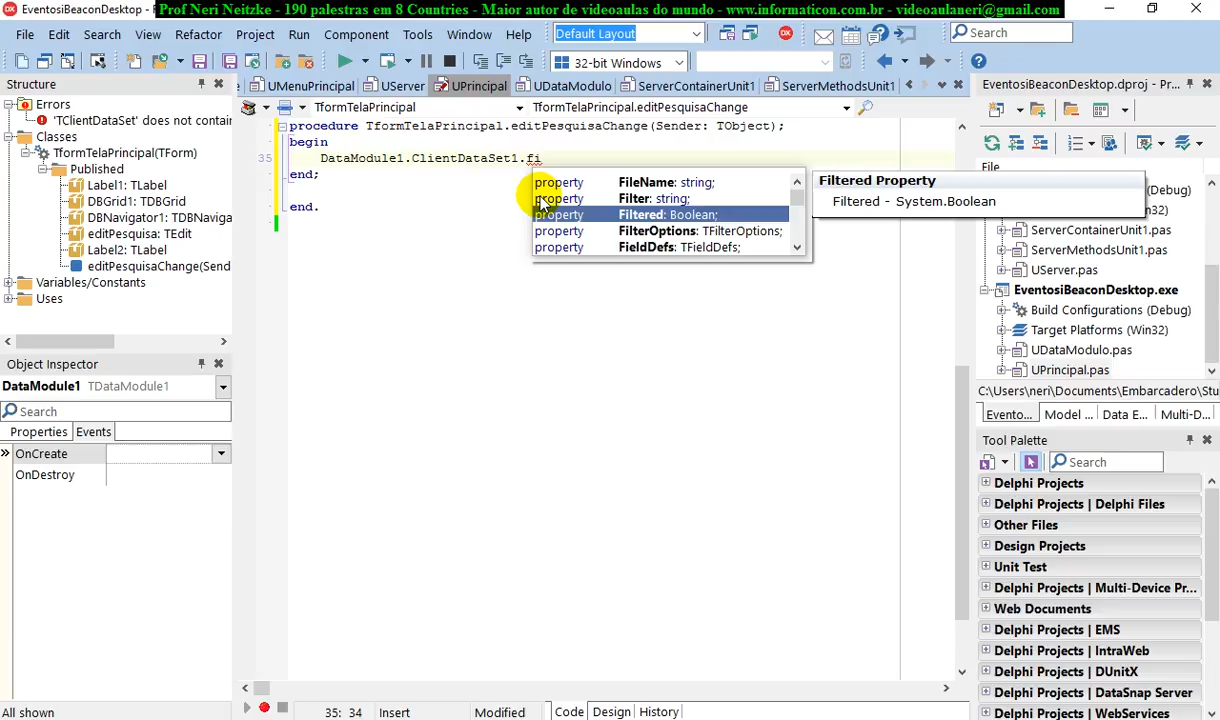 EventosiBeaconDesktop -
Prof Neri Neitzke - 190 palestras em 8 Countries - Maior autor de videoaulas do mundo - www.informaticon.com.br - videoaulaneri@gmail.com
File Edit Search View Refactor Project Run Component Tools Window Help
Default Layout
Search
32-bit Windows
Structure
UMenuPrincipal UServer UPrincipal UDataModulo ServerContainerUnit1 ServerMethodsUnit1
EventosiBeaconDesktop.dproj - Pr...
TformTelaPrincipal TformTelaPrincipal.editPesquisaChange
Errors
'TClientDataSet' does not contain
Classes
TformTelaPrincipal(TForm)
Published
Label1: TLabel
DBGrid1: TDBGrid
DBNavigator1: TDBNavigator
editPesquisa: TEdit
Label2: TLabel
editPesquisaChange(Send
Variables/Constants
Uses
procedure TformTelaPrincipal.editPesquisaChange(Sender: TObject);
begin
35 DataModule1.ClientDataSet1.fi
end;
end.
property FileName: string;
property Filter: string;
property Filtered: Boolean;
property FilterOptions: TFilterOptions;
property FieldDefs: TFieldDefs;
Filtered Property
Filtered - System.Boolean
File
(Debug)
(Win32)
ServerContainerUnit1.pas
ServerMethodsUnit1.pas
UServer.pas
EventosiBeaconDesktop.exe
Build Configurations (Debug)
Target Platforms (Win32)
UDataModulo.pas
UPrincipal.pas
C:\Users\neri\Documents\Embarcadero\Stu
Evento... Model ... Data E... Multi-D...
Object Inspector
DataModule1 TDataModule1
Search
Properties Events
OnCreate
OnDestroy
All shown
Tool Palette
Search
Delphi Projects
Delphi Projects | Delphi Files
Other Files
Design Projects
Unit Test
Delphi Projects | Multi-Device Pr...
Web Documents
Delphi Projects | EMS
Delphi Projects | IntraWeb
Delphi Projects | DUnitX
Delphi Projects | DataSnap Server
Delphi Projects | WebServices
35: 34 Insert Modified Code Design History